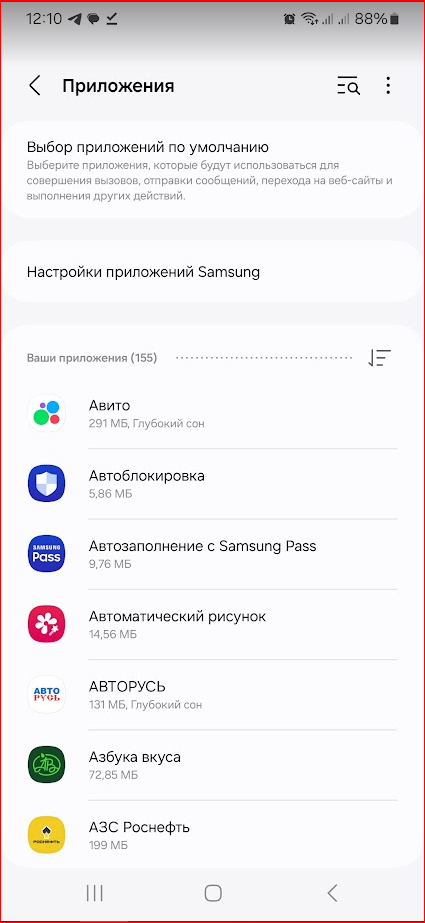 12:10
88%
Приложения
Выбор приложений по умолчанию
Выберите приложения, которые будут использоваться для
совершения вызовов, отправки сообщений, перехода на веб-сайты и
выполнения других действий.
Настройки приложений Samsung
Ваши приложения (155)
Авито
291 МБ, Глубокий сон
Автоблокировка
5,86 МБ
SAMSUNG
Pass
Автозаполнение с Samsung Pass
9,76 МБ
Автоматический рисунок
14,56 МБ
АВТО
РУСЬ
АВТОРУСЬ
131 МБ, Глубокий сон
АВ
Азбука вкуса
72,85 МБ
РОСНЕФТЬ
АЗС Роснефть
199 МБ